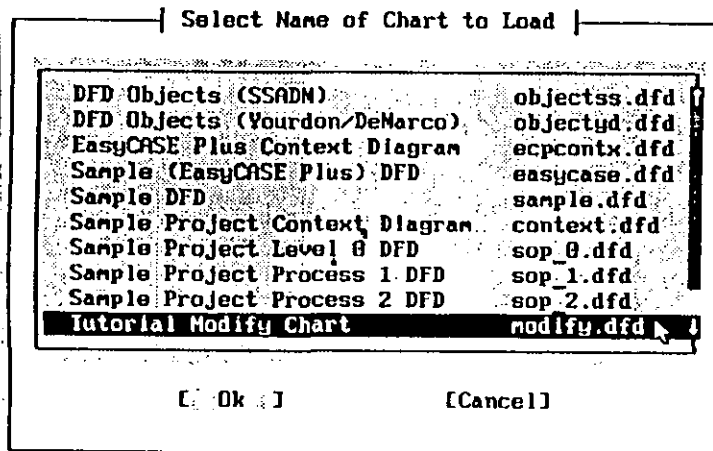 Select Name of Chart to Load
DFD Objects (SSADM) objectss.dfd
DFD Objects (Yourdon/DeMarco) objectyd.dfd
EasyCASE Plus Context Diagram ecpcontx.dfd
Sample (EasyCASE Plus) DFD easycase.dfd
Sample DFD sample.dfd
Sample Project Context Diagram context.dfd
Sample Project Level 0 DFD sop_0.dfd
Sample Project Process 1 DFD sop_1.dfd
Sample Project Process 2 DFD sop_2.dfd
Tutorial Modify Chart modify.dfd
[ Ok ] [Cancel]